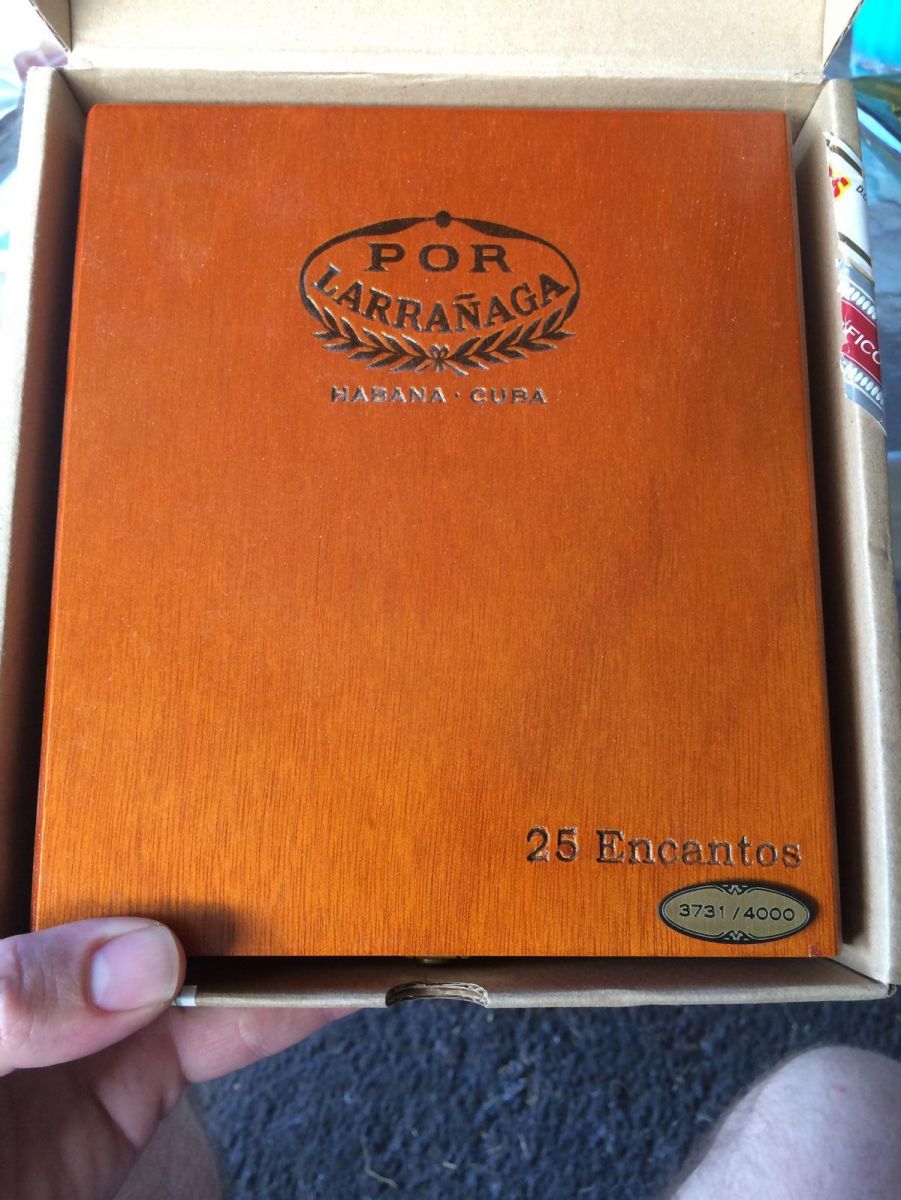 POR
LARRAÑAGA
HABANA · CUBA
25 Encantos
3731/4000